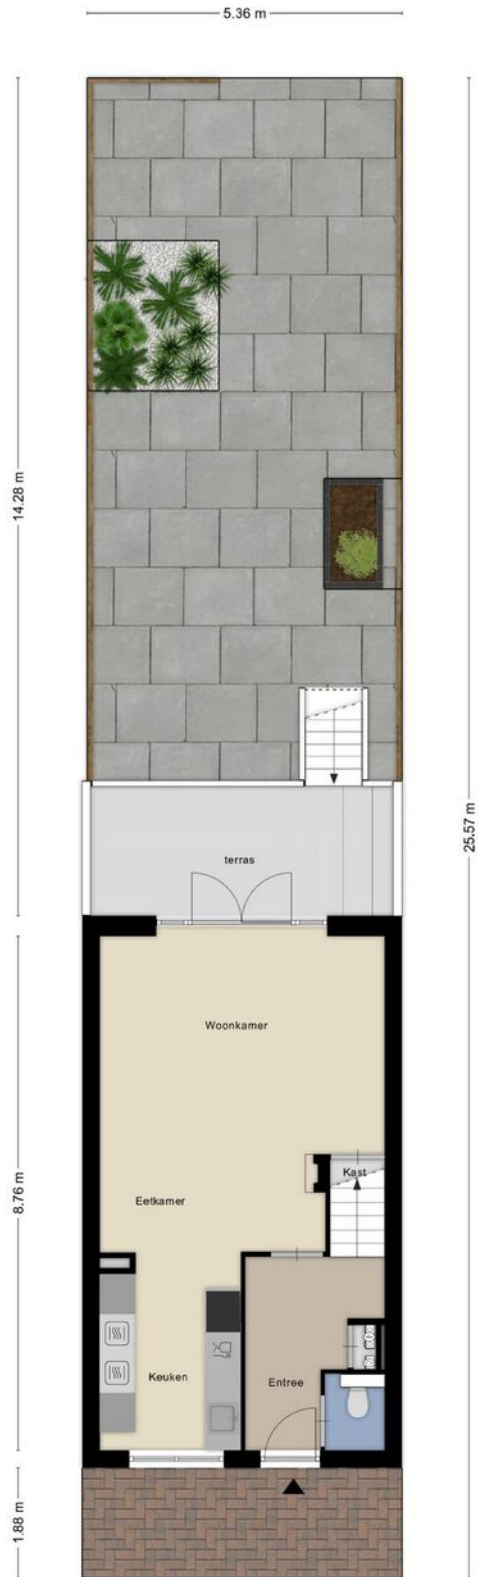 5.36 m
14.28 m
25.57 m
terras
Woonkamer
8.76 m
Kast
Eetkamer
Keuken
Entree
1.88 m